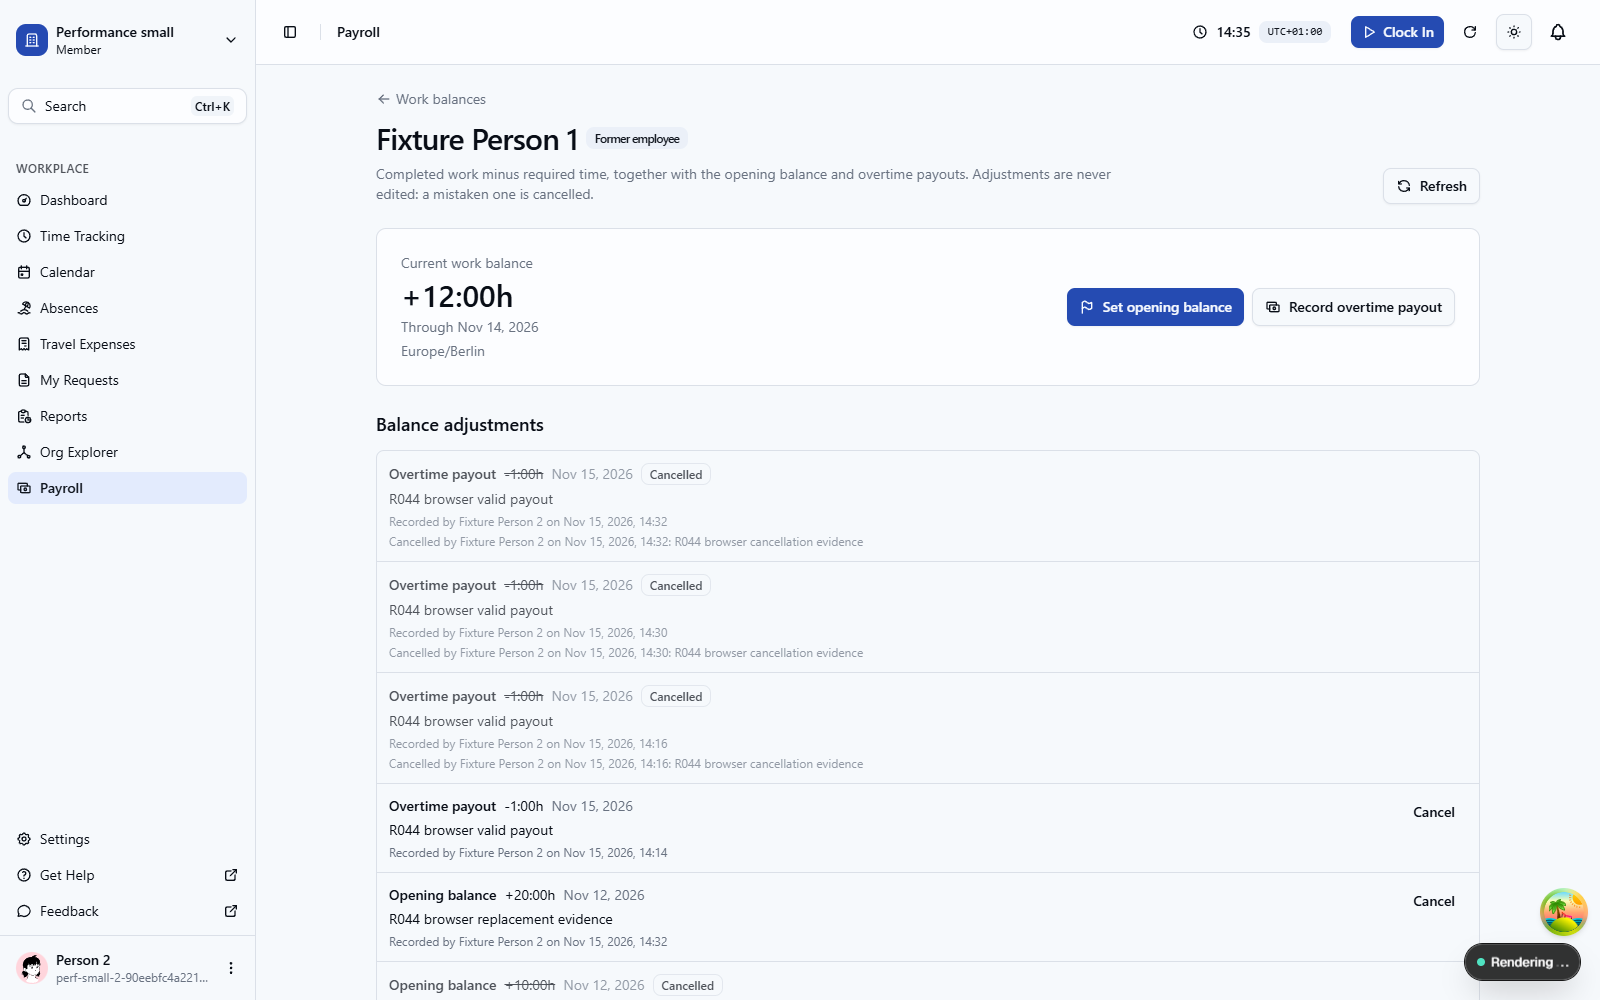 Performance small
Member
Search
Ctrl+K
WORKPLACE
Dashboard
Time Tracking
Calendar
Absences
Travel Expenses
My Requests
Reports
Org Explorer
Payroll
Settings
Get Help
Feedback
Person 2
perf-small-2-90eebfc4a221...
Payroll
14:35 UTC+01:00
Clock In
Work balances
Fixture Person 1 Former employee
Completed work minus required time, together with the opening balance and overtime payouts. Adjustments are never
edited: a mistaken one is cancelled.
Refresh
Current work balance
+12:00h
Through Nov 14, 2026
Europe/Berlin
Set opening balance
Record overtime payout
Balance adjustments
Overtime payout -1:00h Nov 15, 2026 Cancelled
R044 browser valid payout
Recorded by Fixture Person 2 on Nov 15, 2026, 14:32
Cancelled by Fixture Person 2 on Nov 15, 2026, 14:32: R044 browser cancellation evidence
Overtime payout -1:00h Nov 15, 2026 Cancelled
R044 browser valid payout
Recorded by Fixture Person 2 on Nov 15, 2026, 14:30
Cancelled by Fixture Person 2 on Nov 15, 2026, 14:30: R044 browser cancellation evidence
Overtime payout -1:00h Nov 15, 2026 Cancelled
R044 browser valid payout
Recorded by Fixture Person 2 on Nov 15, 2026, 14:16
Cancelled by Fixture Person 2 on Nov 15, 2026, 14:16: R044 browser cancellation evidence
Overtime payout -1:00h Nov 15, 2026
Cancel
R044 browser valid payout
Recorded by Fixture Person 2 on Nov 15, 2026, 14:14
Opening balance +20:00h Nov 12, 2026
Cancel
R044 browser replacement evidence
Recorded by Fixture Person 2 on Nov 15, 2026, 14:32
Opening balance +10:00h Nov 12, 2026 Cancelled
Rendering ...